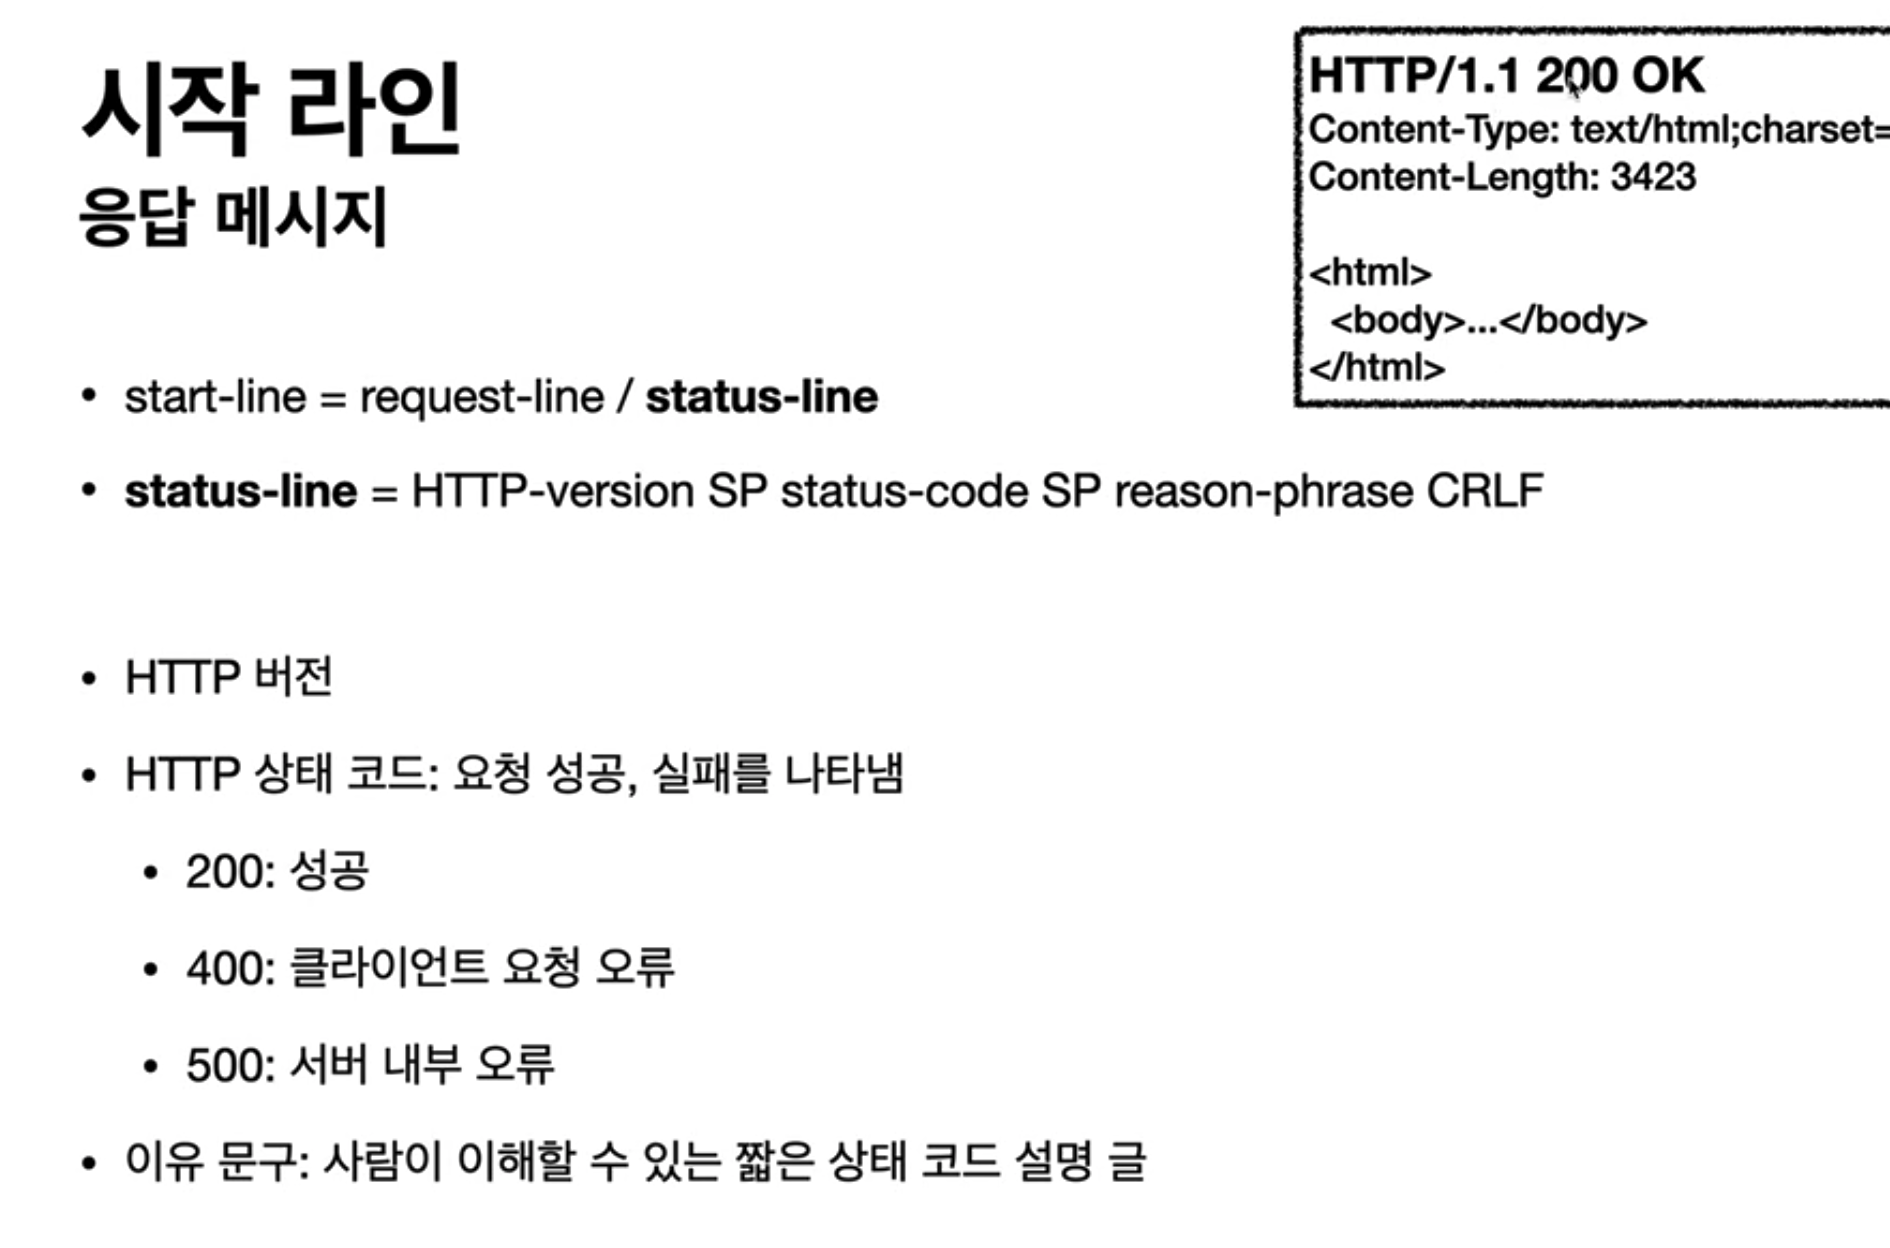 시작 라인
응답 메시지
HTTP/1.1 200 OK
Content-Type: text/html;charset=
Content-Length: 3423
<html>
<body>...</body>
</html>
• start-line = request-line / status-line
• status-line = HTTP-version SP status-code SP reason-phrase CRLF
• HTTP 버전
• HTTP 상태 코드: 요청 성공, 실패를 나타냄
• 200: 성공
• 400: 클라이언트 요청 오류
• 500: 서버 내부 오류
• 이유 문구: 사람이 이해할 수 있는 짧은 상태 코드 설명 글